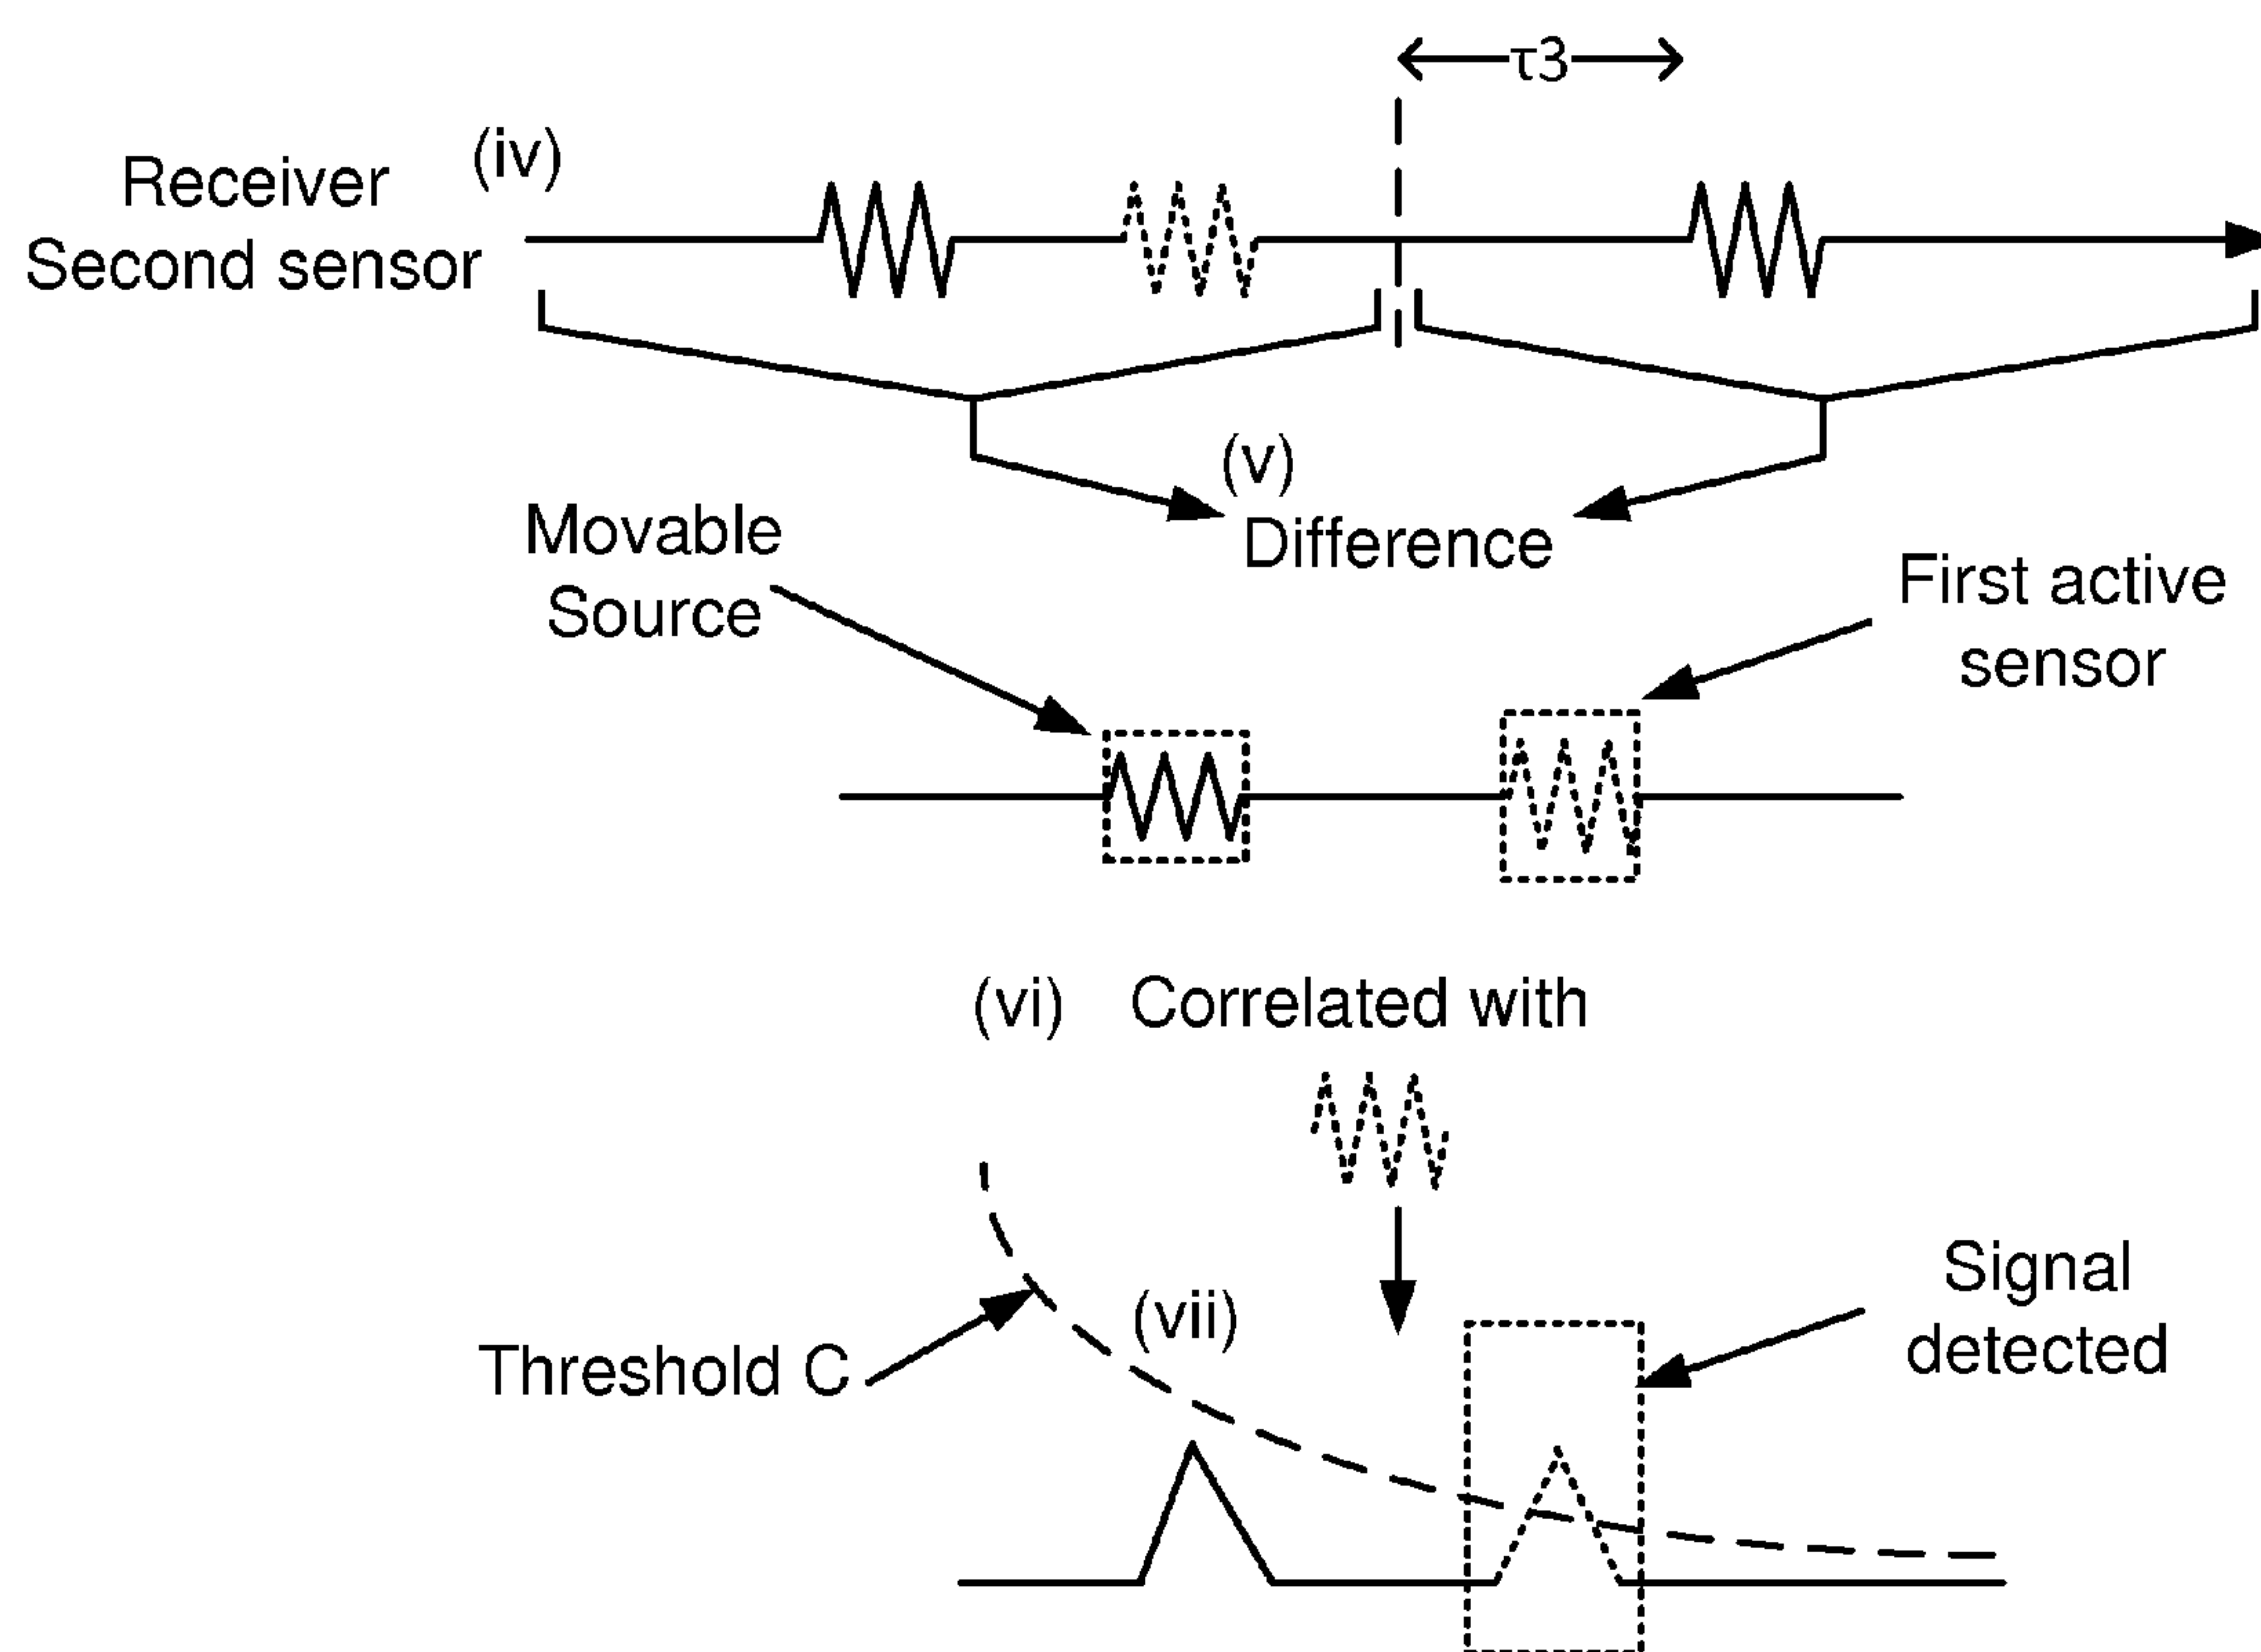 τ3
(iv)
Receiver
Second sensor
(v)
Difference
Movable
Source
First active
sensor
(vi) Correlated with
Threshold C
(vii)
Signal
detected